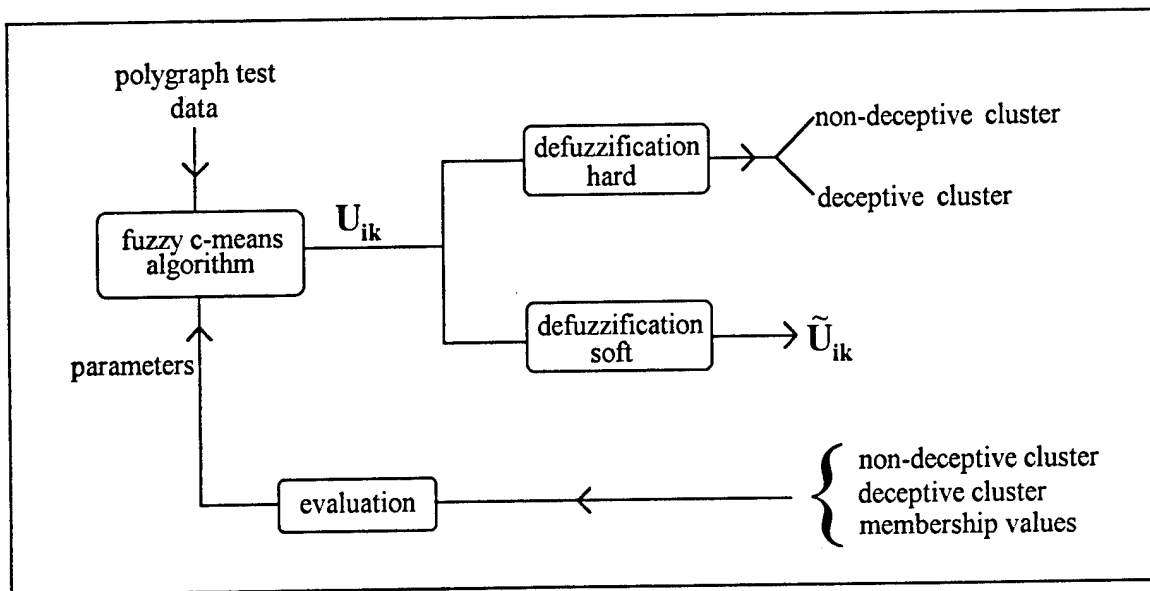 polygraph test
data
fuzzy c-means
algorithm
U_ik
defuzzification
hard
non-deceptive cluster
deceptive cluster
defuzzification
soft
Ũ_ik
parameters
evaluation
non-deceptive cluster
deceptive cluster
membership values